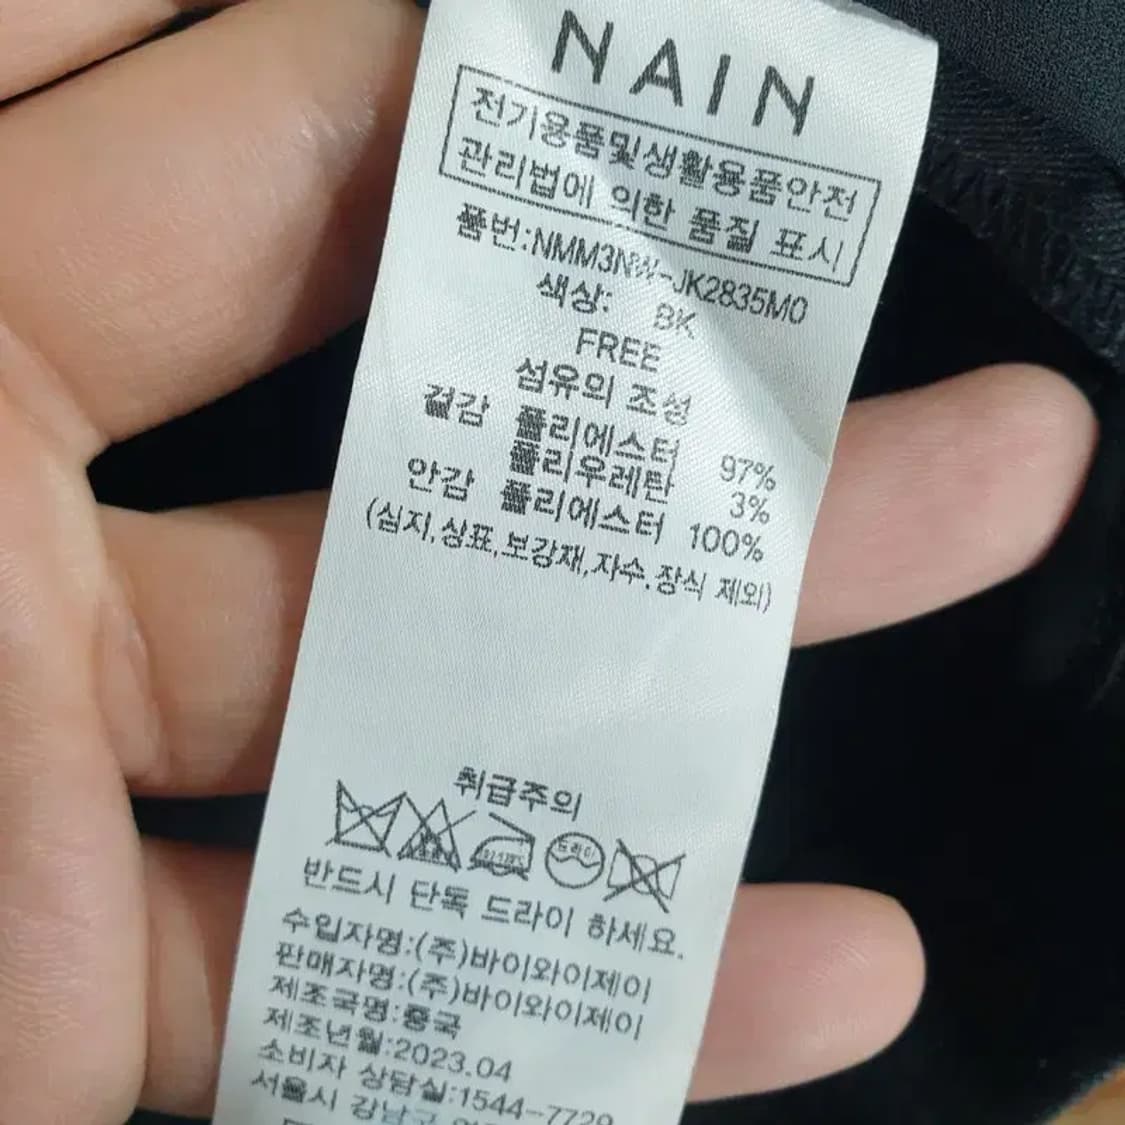 NAIN
전기용품및생활용품안전
관리법에 의한 품질 표시
품번:NMM3NW-JK2835M0
색상: BK
FREE
섬유의 조성
겉감 폴리에스터 97%
폴리우레탄 3%
안감 폴리에스터 100%
(심지,상표,보강재,자수.장식 제외)
취급주의
드라이
반드시 단독 드라이 하세요.
수입자명:(주)바이와이제이
판매자명:(주)바이와이제이
제조국명:중국
제조년월:2023.04
소비자 상담실:1544-7729
서울시 강남구